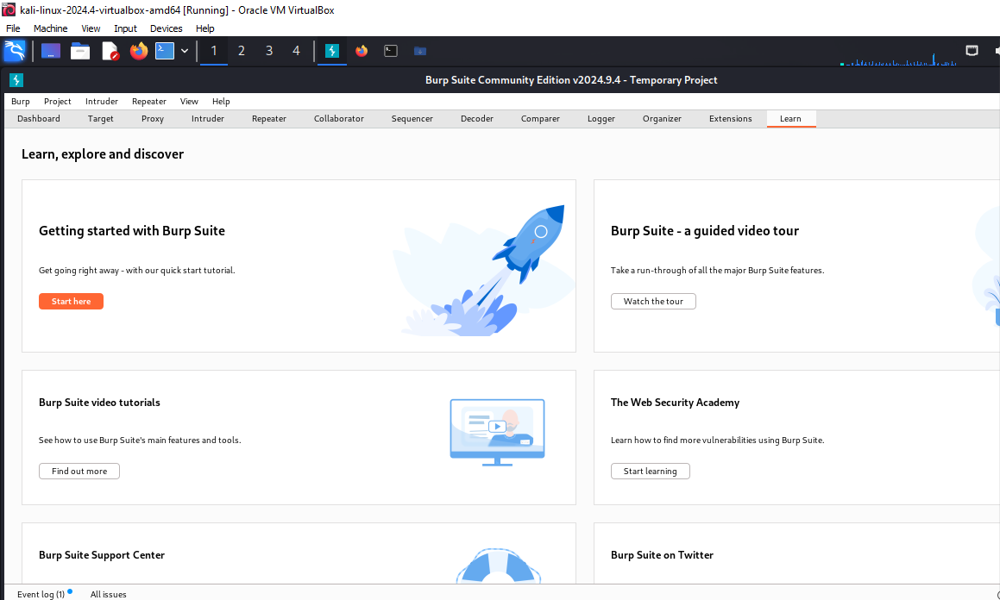 kali-linux-2024.4-virtualbox-amd64 [Running] - Oracle VM VirtualBox
File Machine View Input Devices Help
1 2 3 4
Burp Suite Community Edition v2024.9.4 - Temporary Project
Burp Project Intruder Repeater View Help
Dashboard Target Proxy Intruder Repeater Collaborator Sequencer Decoder Comparer Logger Organizer Extensions Learn
Learn, explore and discover
Getting started with Burp Suite
Get going right away - with our quick start tutorial.
Start here
Burp Suite - a guided video tour
Take a run-through of all the major Burp Suite features.
Watch the tour
Burp Suite video tutorials
See how to use Burp Suite's main features and tools.
Find out more
The Web Security Academy
Learn how to find more vulnerabilities using Burp Suite.
Start learning
Burp Suite Support Center
Burp Suite on Twitter
Event log (1) All issues